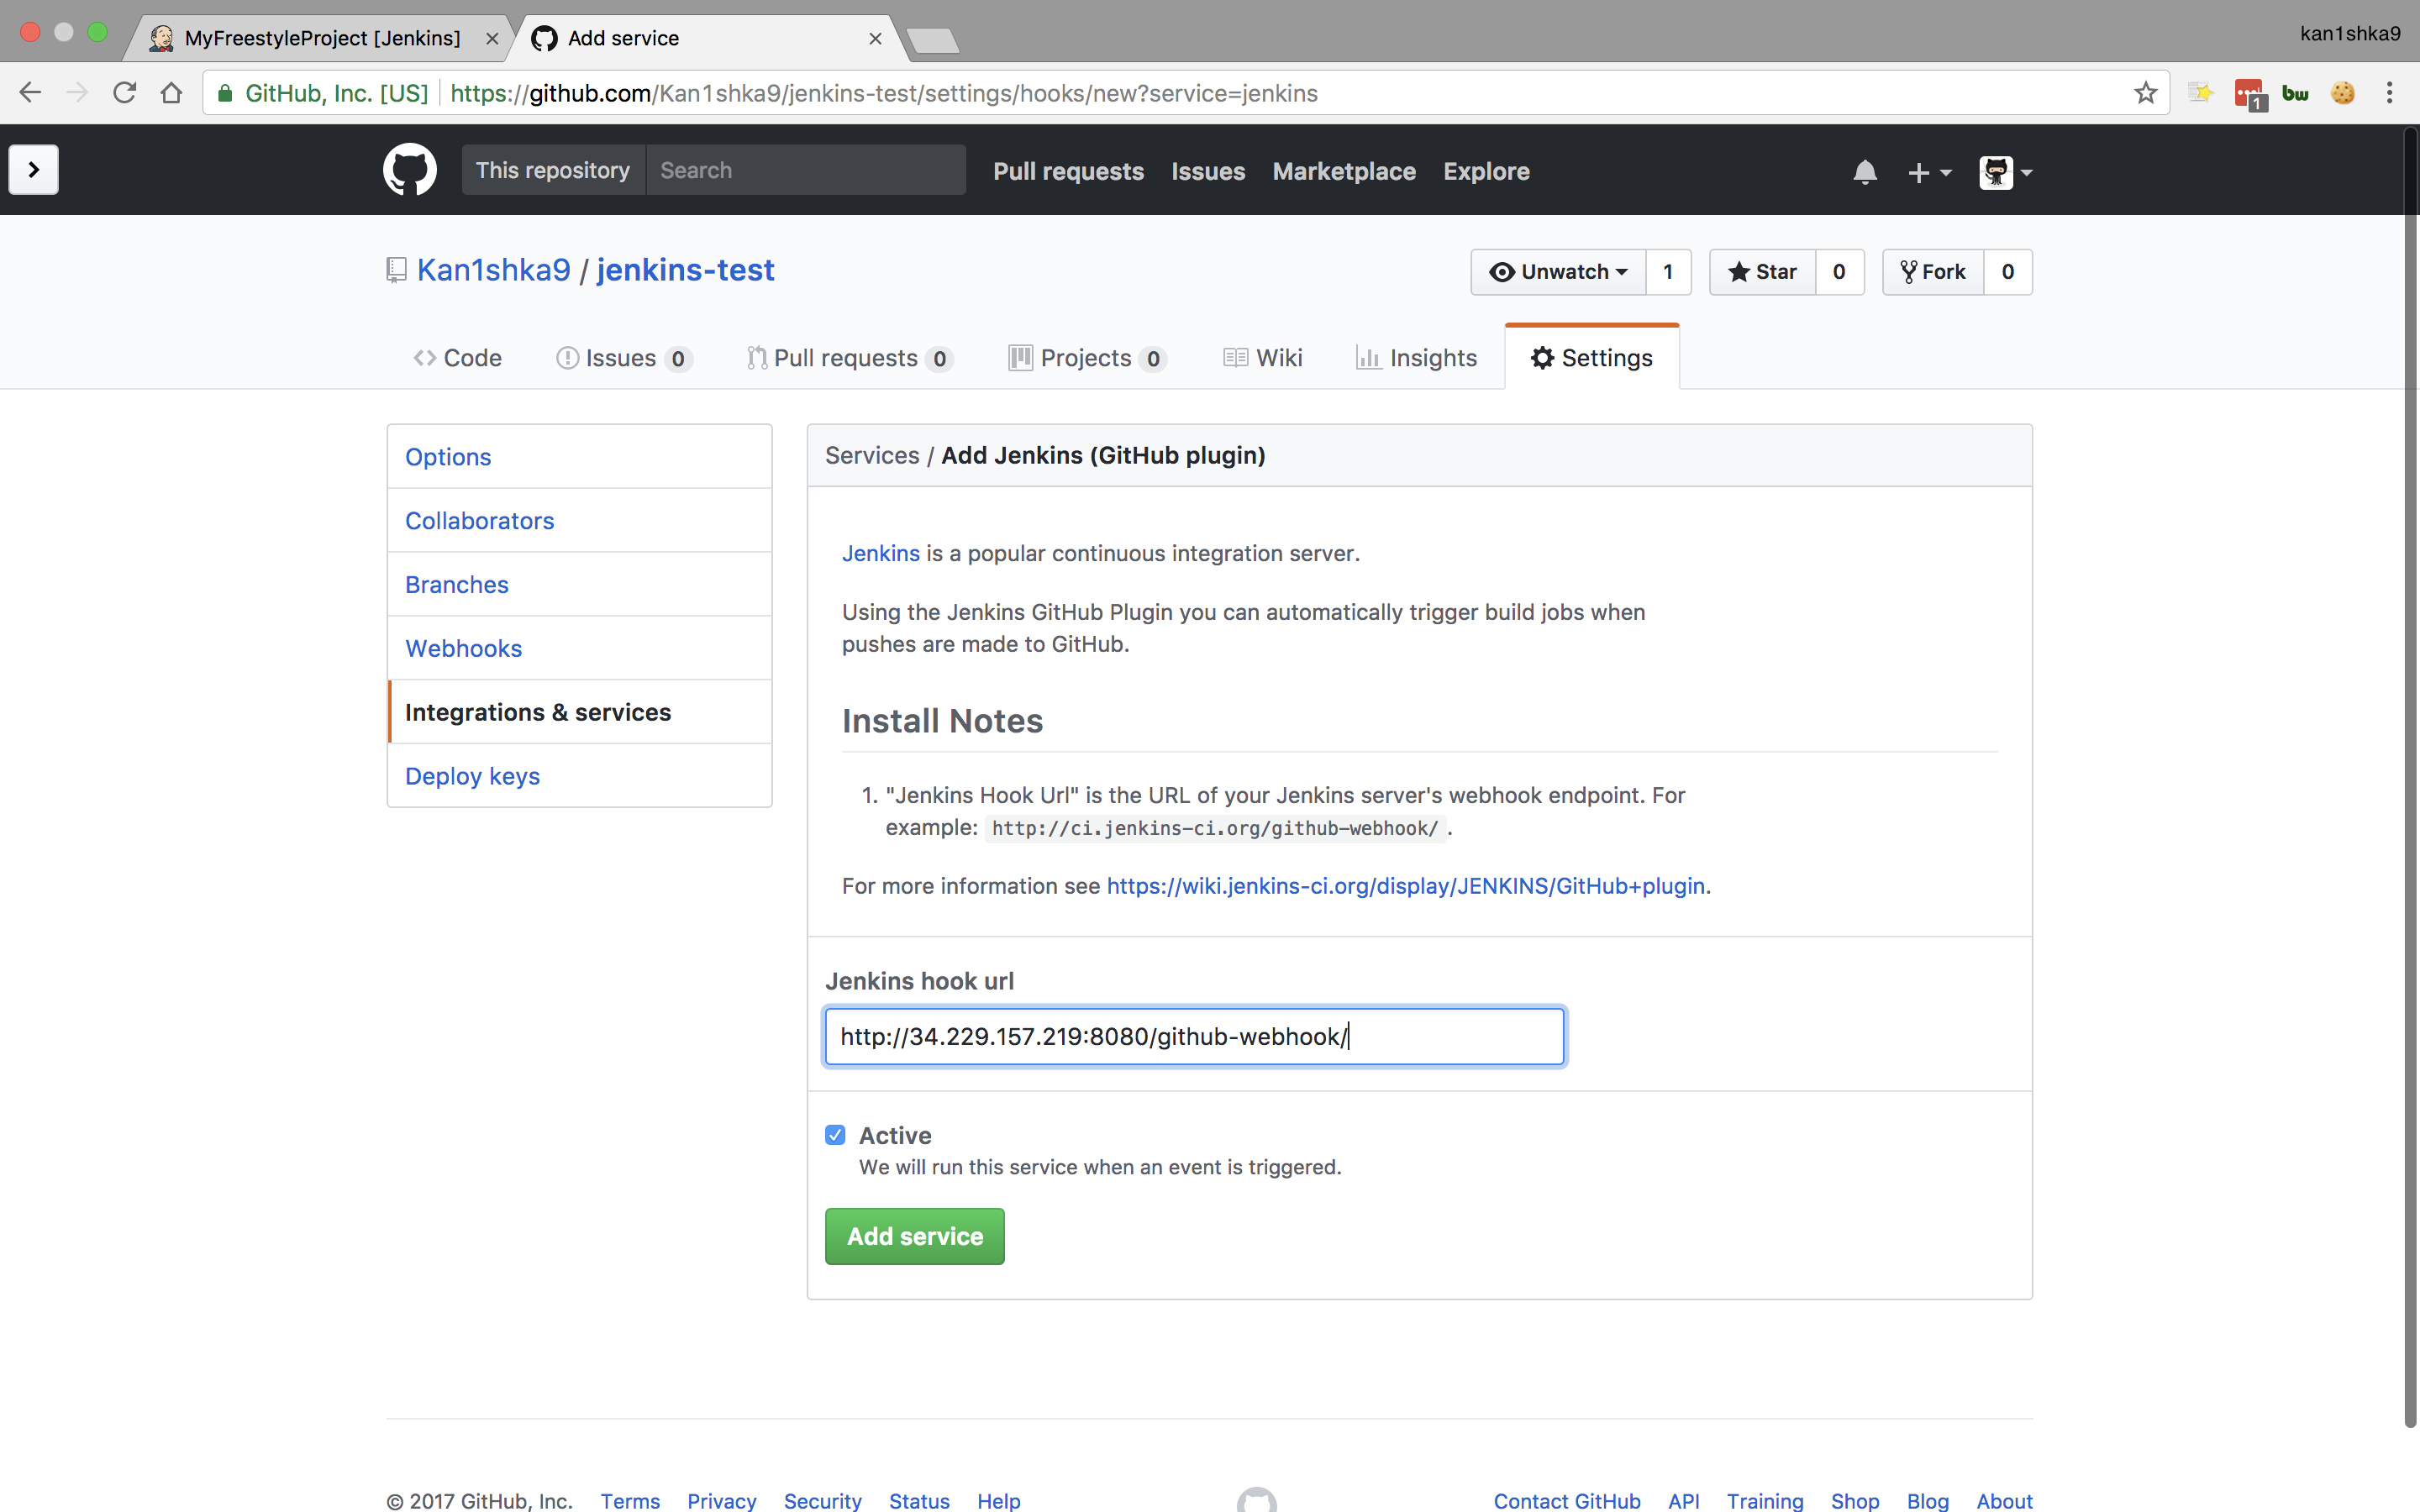 MyFreestyleProject [Jenkins]
Add service
kan1shka9
GitHub, Inc. [US]
https://github.com/Kan1shka9/jenkins-test/settings/hooks/new?service=jenkins
1
bw
This repository
Search
Pull requests
Issues
Marketplace
Explore
Kan1shka9 / jenkins-test
Unwatch 1
Star 0
Fork 0
Code
Issues 0
Pull requests 0
Projects 0
Wiki
Insights
Settings
Options
Collaborators
Branches
Webhooks
Integrations & services
Deploy keys
Services / Add Jenkins (GitHub plugin)
Jenkins is a popular continuous integration server.
Using the Jenkins GitHub Plugin you can automatically trigger build jobs when
pushes are made to GitHub.
Install Notes
1. "Jenkins Hook Url" is the URL of your Jenkins server's webhook endpoint. For
example: http://ci.jenkins-ci.org/github-webhook/ .
For more information see https://wiki.jenkins-ci.org/display/JENKINS/GitHub+plugin.
Jenkins hook url
http://34.229.157.219:8080/github-webhook/
Active
We will run this service when an event is triggered.
Add service
© 2017 GitHub, Inc.
Terms
Privacy
Security
Status
Help
Contact GitHub
API
Training
Shop
Blog
About